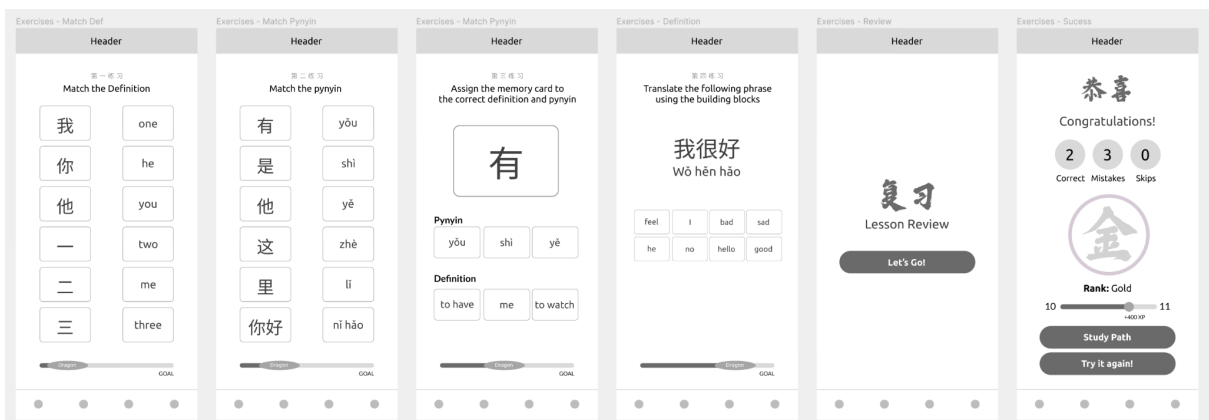 Exercises - Match Def
Header
第一练习
Match the Definition
我 one
你 he
他 you
一 two
二 me
三 three
Dragon
GOAL
Exercises - Match Pynyin
Header
第二练习
Match the pynyin
有 yǒu
是 shì
他 yě
这 zhè
里 lǐ
你好 nǐ hǎo
Dragon
GOAL
Exercises - Match Pynyin
Header
第三练习
Assign the memory card to
the correct definition and pynyin
有
Pynyin
yǒu shì yě
Definition
to have me to watch
Dragon
GOAL
Exercises - Definition
Header
第四练习
Translate the following phrase
using the building blocks
我很好
Wǒ hěn hǎo
feel I bad sad
he no hello good
Dragon
GOAL
Exercises - Review
Header
复习
Lesson Review
Let's Go!
Exercises - Sucess
Header
恭喜
Congratulations!
2 3 0
Correct Mistakes Skips
金
Rank: Gold
10 11
+400 XP
Study Path
Try it again!